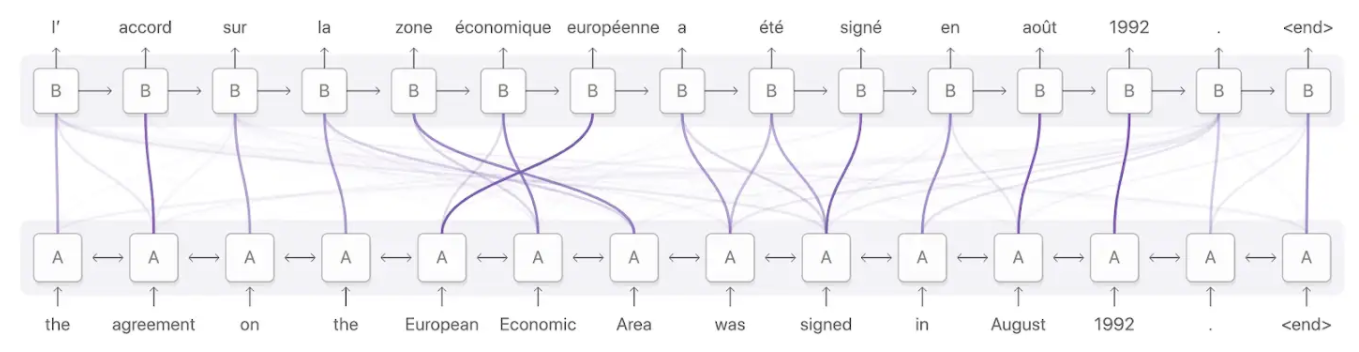 l' accord sur la zone économique européenne a été signé en août 1992 . <end>
B B B B B B B B B B B B B B B
A A A A A A A A A A A A A A
the agreement on the European Economic Area was signed in August 1992 . <end>